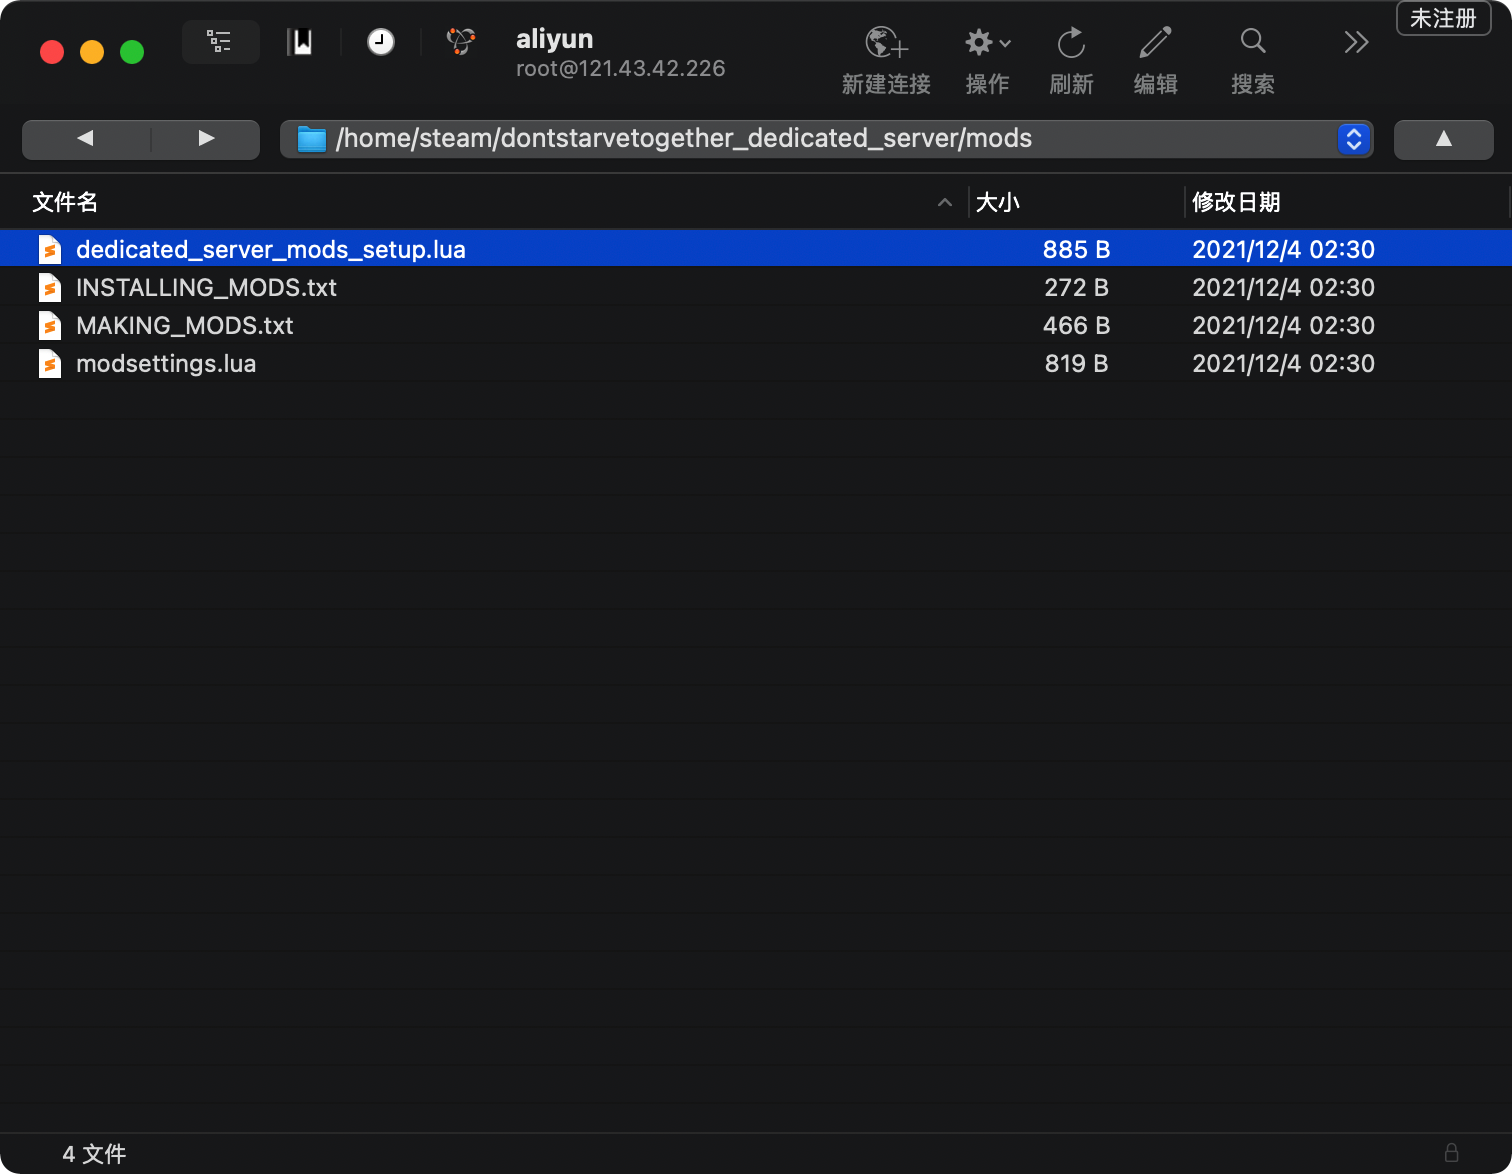 未注册
aliyun
root@121.43.42.226
新建连接 操作 刷新 编辑 搜索
/home/steam/dontstarvetogether_dedicated_server/mods
文件名 大小 修改日期
dedicated_server_mods_setup.lua 885 B 2021/12/4 02:30
INSTALLING_MODS.txt 272 B 2021/12/4 02:30
MAKING_MODS.txt 466 B 2021/12/4 02:30
modsettings.lua 819 B 2021/12/4 02:30
4 文件